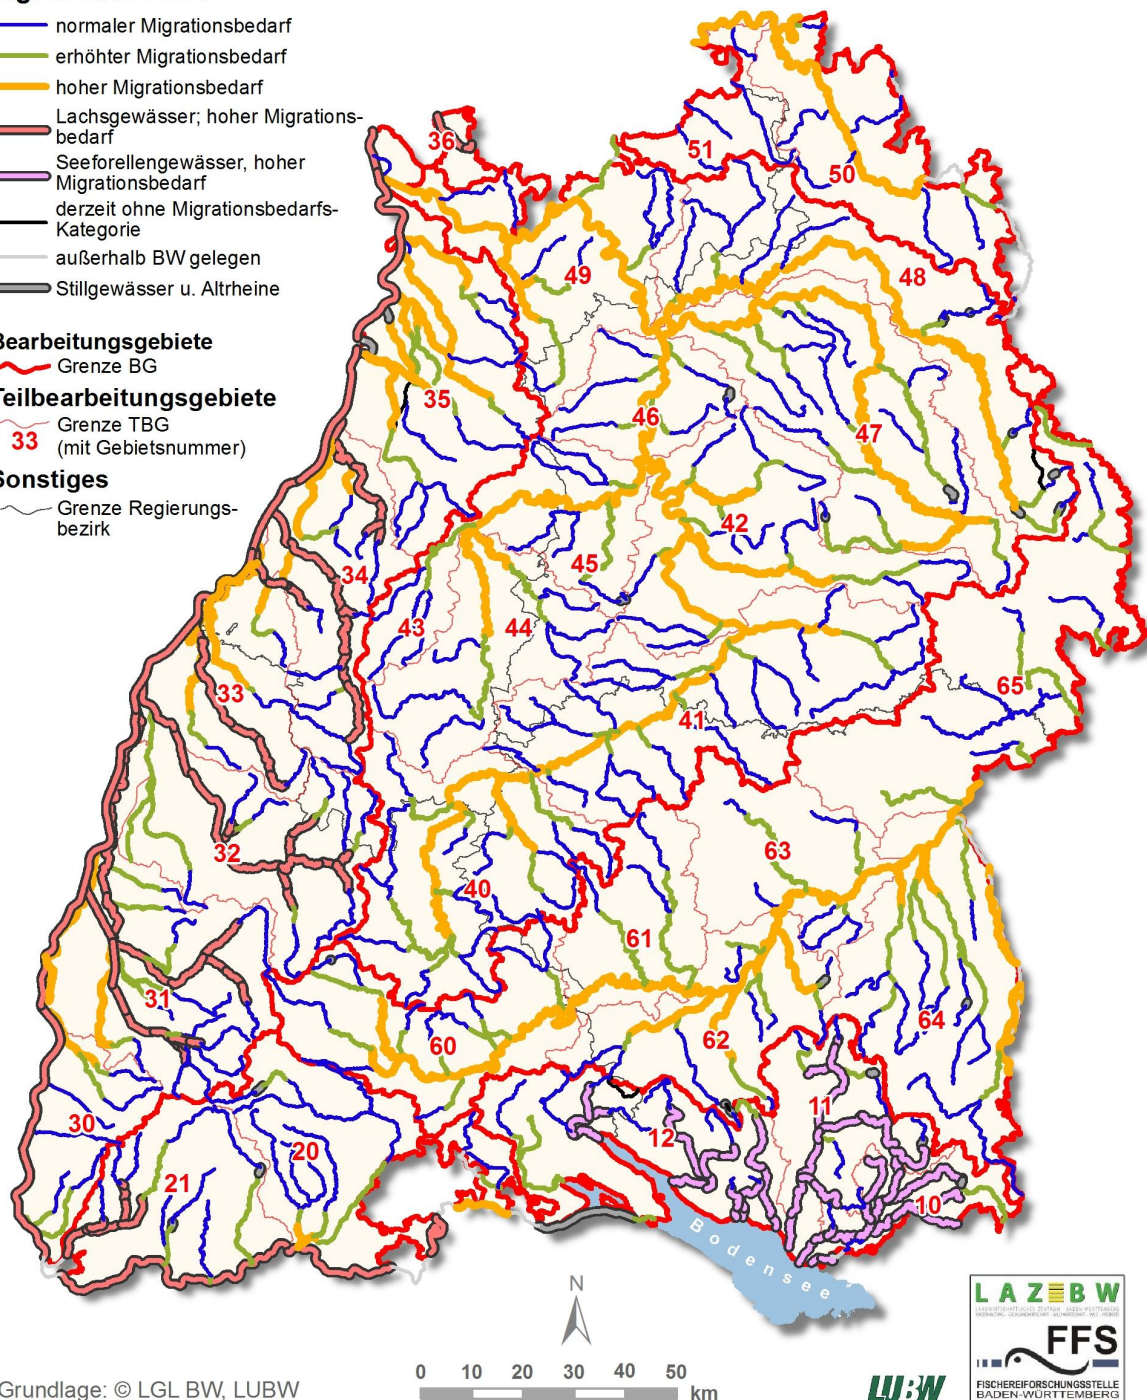 normaler Migrationsbedarf
erhöhter Migrationsbedarf
hoher Migrationsbedarf
Lachsgewässer; hoher Migrations-
bedarf
Seeforellengewässer, hoher
Migrationsbedarf
derzeit ohne Migrationsbedarfs-
Kategorie
außerhalb BW gelegen
Stillgewässer u. Altrheine
Bearbeitungsgebiete
Grenze BG
Teilbearbeitungsgebiete
Grenze TBG
33
(mit Gebietsnummer)
Sonstiges
Grenze Regierungs-
bezirk
36
51
50
49
48
35
46
47
42
45
34
43
44
33
65
41
32
63
40
61
31
64
60
62
11
30
12
20
21
10
Bodensee
N
0 10 20 30 40 50
km
Grundlage: © LGL BW, LUBW
LUBW
LAZBW
FFS
FISCHEREIFORSCHUNGSSTELLE
BADEN-WÜRTTEMBERG